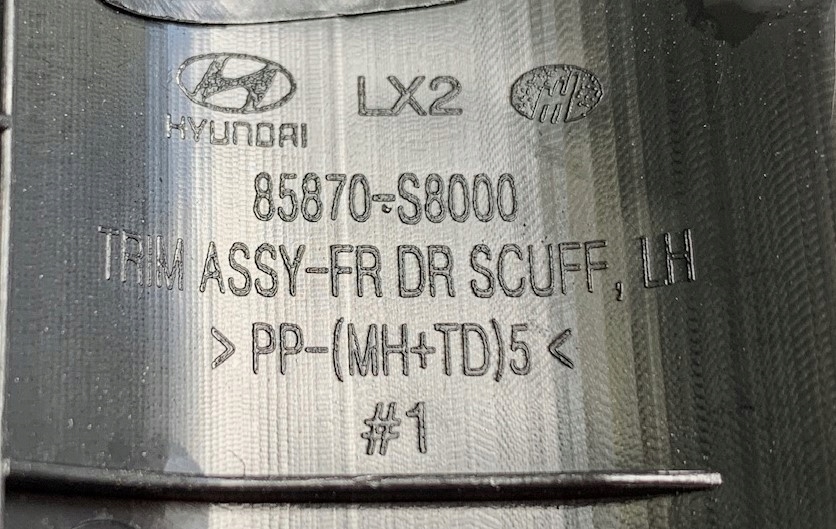 HYUNDAI LX2
85870-S8000
TRIM ASSY-FR DR SCUFF, LH
>PP-(MH+TD)5<
#1